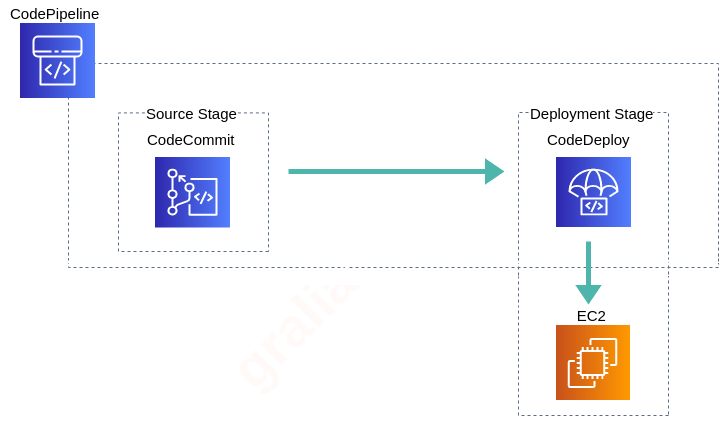 CodePipeline
Source Stage
CodeCommit
Deployment Stage
CodeDeploy
EC2